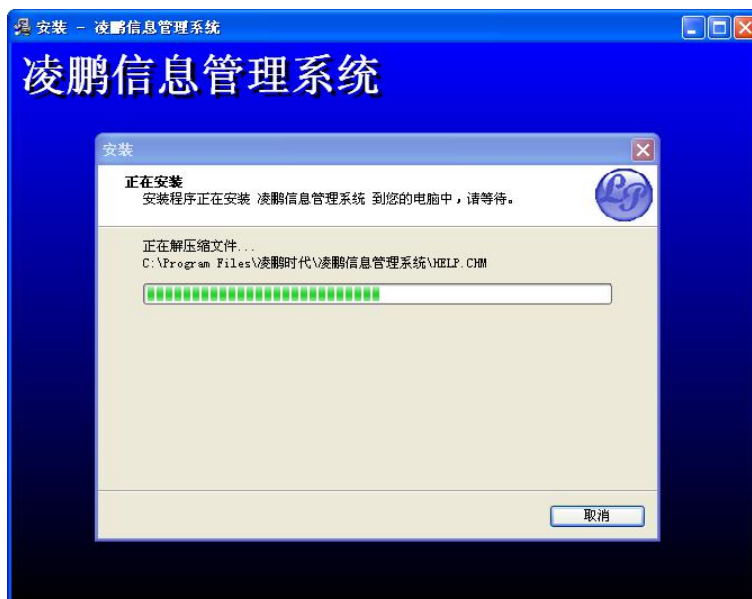 安装 - 凌鹏信息管理系统
凌鹏信息管理系统
安装
正在安装
安装程序正在安装 凌鹏信息管理系统 到您的电脑中，请等待。
LP
正在解压缩文件...
C:\Program Files\凌鹏时代\凌鹏信息管理系统\HELP.CHM
取消